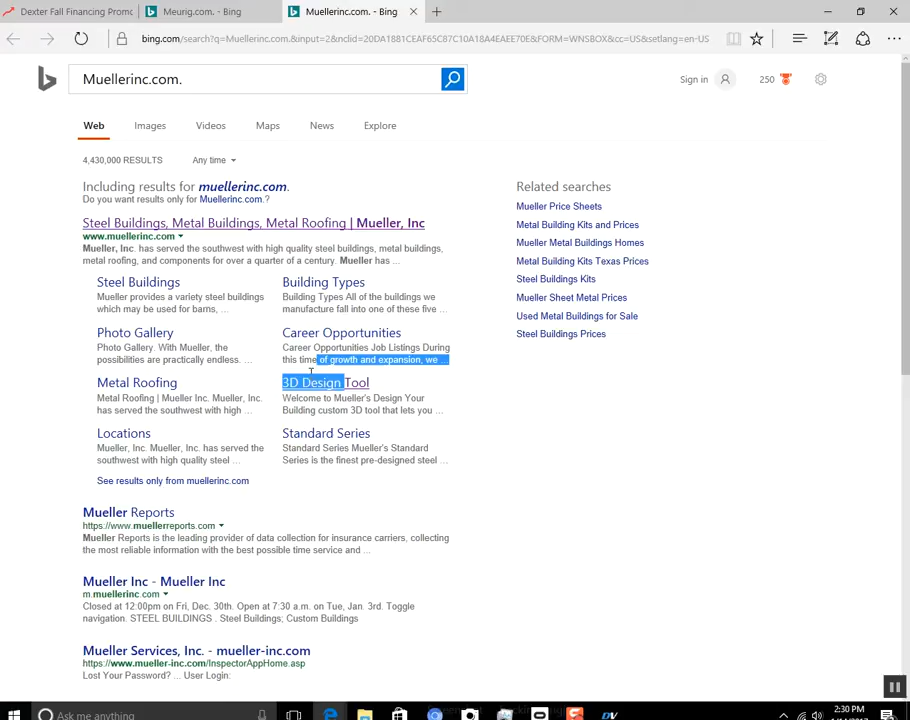 Dexter Fall Financing Promo
Meurig.com. - Bing
Muellerinc.com. - Bing
bing.com/search?q=Muellerinc.com.&input=2&nclid=20DA1881CEAF65C87C10A18A4EAEE70E&FORM=WNSBOX&cc=US&setlang=en-US
Muellerinc.com.
Sign in
250
Web
Images
Videos
Maps
News
Explore
4,430,000 RESULTS
Any time
Including results for muellerinc.com.
Do you want results only for Muellerinc.com.?
Steel Buildings, Metal Buildings, Metal Roofing | Mueller, Inc
www.muellerinc.com
Mueller, Inc. has served the southwest with high quality steel buildings, metal buildings,
metal roofing, and components for over a quarter of a century. Mueller has ...
Steel Buildings
Mueller provides a variety steel buildings
which may be used for barns, ...
Building Types
Building Types All of the buildings we
manufacture fall into one of these five ...
Photo Gallery
Photo Gallery. With Mueller, the
possibilities are practically endless. ...
Career Opportunities
Career Opportunities Job Listings During
this time of growth and expansion, we ...
Metal Roofing
Metal Roofing | Mueller Inc. Mueller, Inc.
has served the southwest with high ...
3D Design Tool
Welcome to Mueller's Design Your
Building custom 3D tool that lets you ...
Locations
Mueller, Inc. Mueller, Inc. has served the
southwest with high quality steel ...
Standard Series
Standard Series Mueller's Standard
Series is the finest pre-designed steel ...
See results only from muellerinc.com
Mueller Reports
https://www.muellerreports.com
Mueller Reports is the leading provider of data collection for insurance carriers, collecting
the most reliable information with the best possible time service and ...
Mueller Inc - Mueller Inc
m.muellerinc.com
Closed at 12:00pm on Fri, Dec. 30th. Open at 7:30 a.m. on Tue, Jan. 3rd. Toggle
navigation. STEEL BUILDINGS . Steel Buildings; Custom Buildings
Mueller Services, Inc. - mueller-inc.com
https://www.mueller-inc.com/InspectorAppHome.asp
Lost Your Password? ... User Login:
Related searches
Mueller Price Sheets
Metal Building Kits and Prices
Mueller Metal Buildings Homes
Metal Building Kits Texas Prices
Steel Buildings Kits
Mueller Sheet Metal Prices
Used Metal Buildings for Sale
Steel Buildings Prices
Ask me anything
DV
2:30 PM